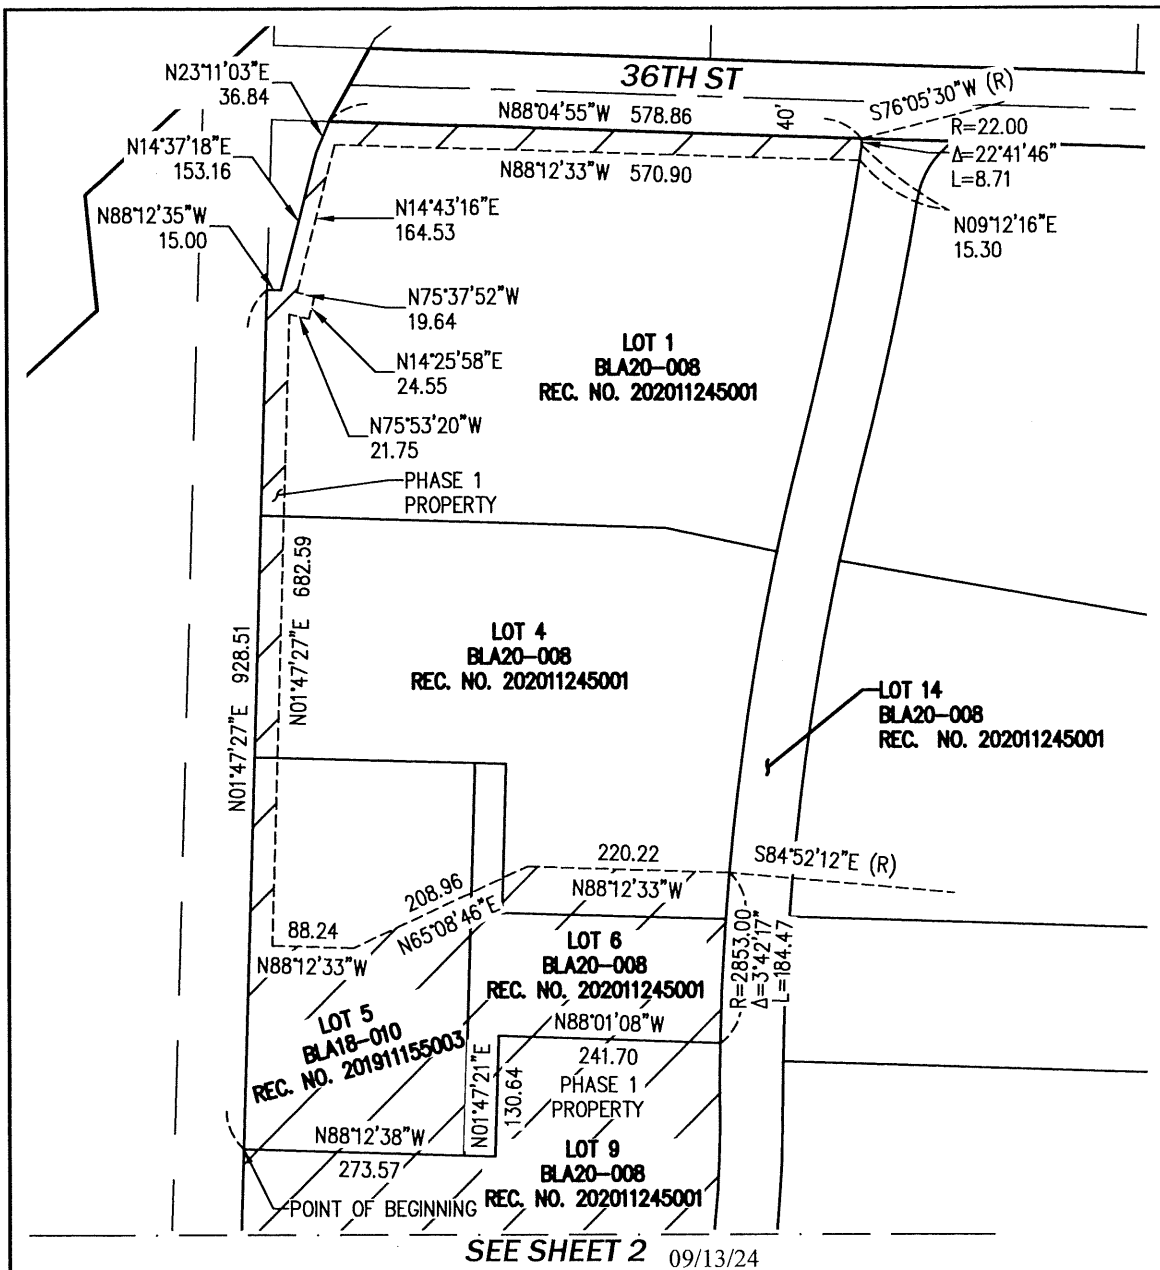 36TH ST
N23°11'03"E
36.84
N88°04'55"W 578.86
40'
S76°05'30"W (R)
R=22.00
Δ=22°41'46"
L=8.71
N14°37'18"E
153.16
N88°12'33"W 570.90
N88°12'35"W
15.00
N14°43'16"E
164.53
N09°12'16"E
15.30
N75°37'52"W
19.64
N14°25'58"E
24.55
N75°53'20"W
21.75
LOT 1
BLA20-008
REC. NO. 202011245001
PHASE 1
PROPERTY
N01°47'27"E 682.59
N01°47'27"E 928.51
LOT 4
BLA20-008
REC. NO. 202011245001
LOT 14
BLA20-008
REC. NO. 202011245001
220.22
N88°12'33"W
S84°52'12"E (R)
208.96
N65°08'46"E
88.24
N88°12'33"W
R=2853.00
Δ=3°42'17"
L=184.47
LOT 6
BLA20-008
REC. NO. 202011245001
LOT 5
BLA18-010
REC. NO. 201911155003
N88°01'08"W
241.70
N01°47'21"E
130.64
PHASE 1
PROPERTY
N88°12'38"W
273.57
LOT 9
BLA20-008
REC. NO. 202011245001
POINT OF BEGINNING
SEE SHEET 2 09/13/24